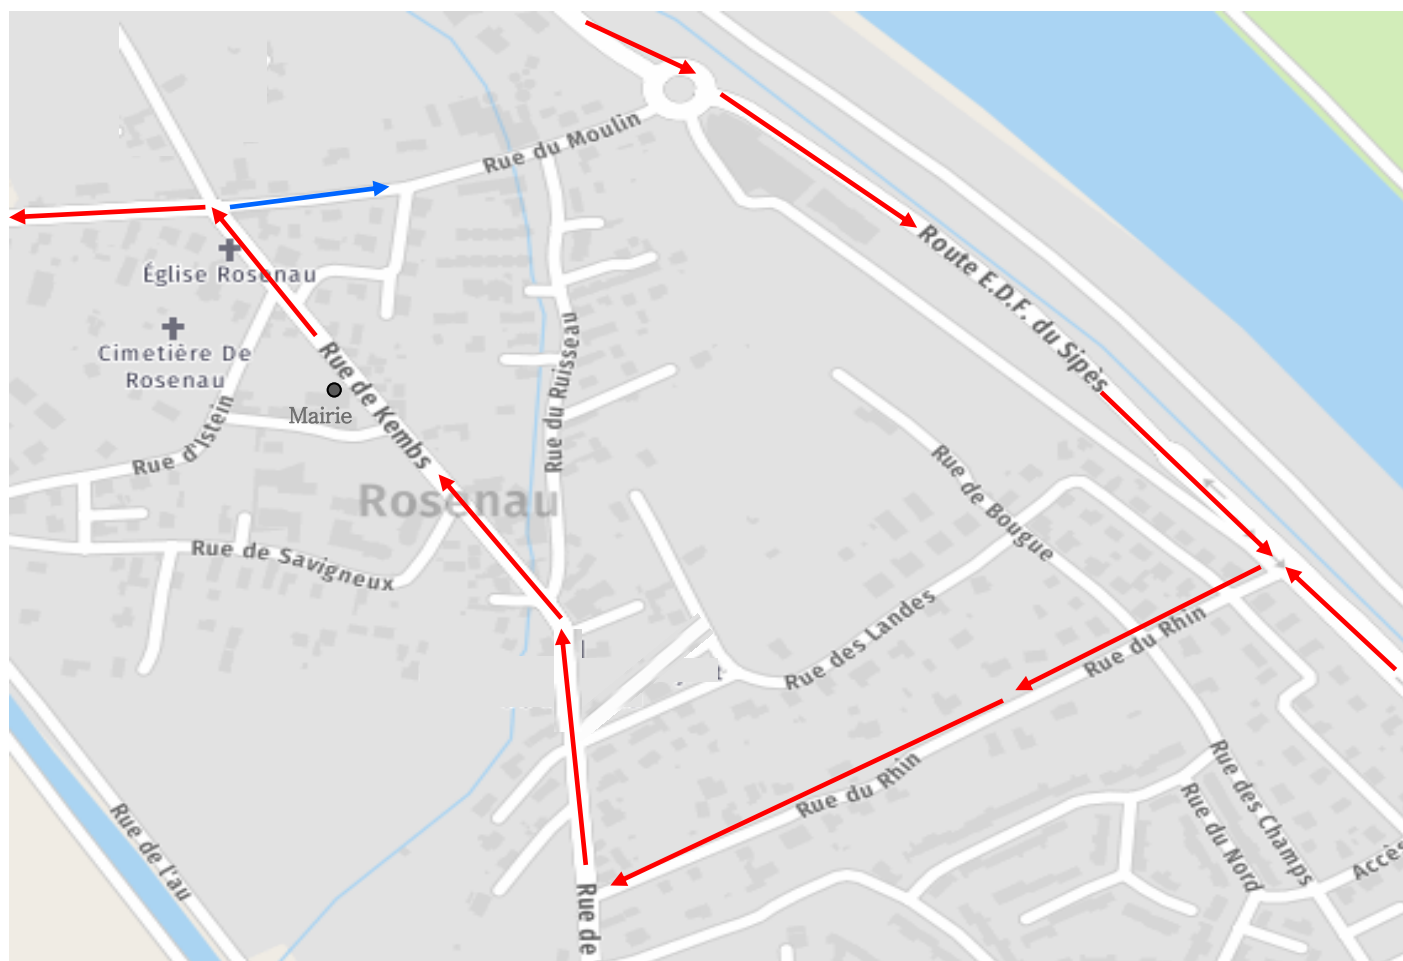 Rue du Moulin
Route E.D.F. du Sipès
Église Rosenau
Cimetière De
Rosenau
Rue de Kembs
Mairie
Rue du Ruisseau
Rue d'Istein
Rosenau
Rue de Savigneux
Rue de Bougue
Rue des Landes
Rue du Rhin
Rue du Rhin
Rue des Champs
Rue du Nord
Accès
Rue de l'au
Rue de